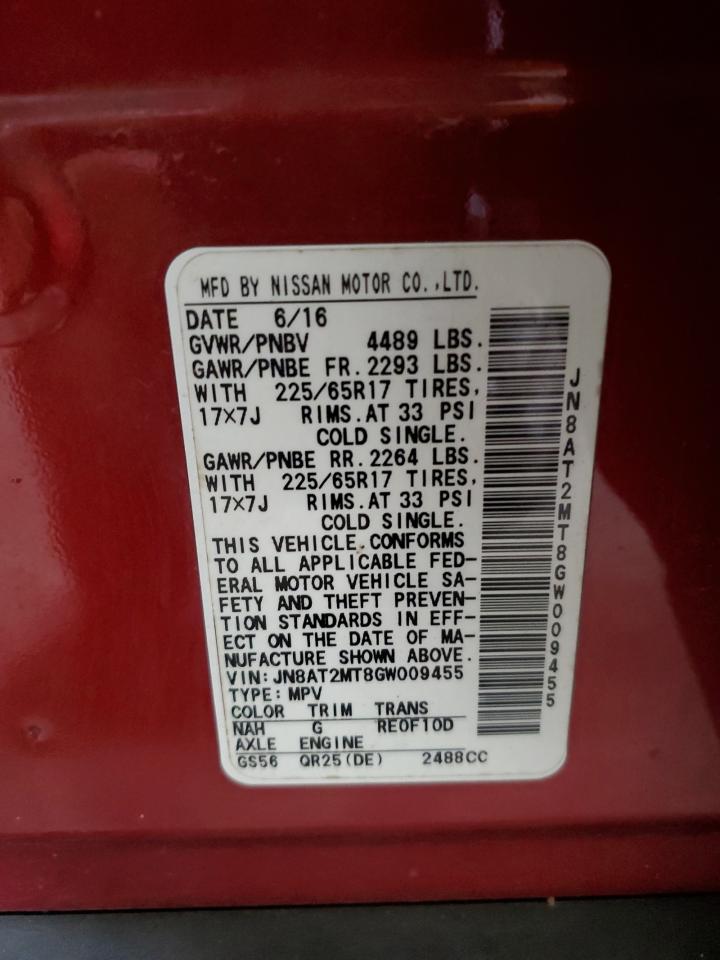 MFD BY NISSAN MOTOR CO.,LTD.
DATE 6/16
GVWR/PNBV 4489 LBS.
GAWR/PNBE FR.2293 LBS.
WITH 225/65R17 TIRES,
17×7J RIMS.AT 33 PSI
COLD SINGLE.
GAWR/PNBE RR.2264 LBS.
WITH 225/65R17 TIRES,
17×7J RIMS.AT 33 PSI
COLD SINGLE.
THIS VEHICLE CONFORMS
TO ALL APPLICABLE FED-
ERAL MOTOR VEHICLE SA-
FETY AND THEFT PREVEN-
TION STANDARDS IN EFF-
ECT ON THE DATE OF MA-
NUFACTURE SHOWN ABOVE.
VIN:JN8AT2MT8GW009455
TYPE:MPV
COLOR TRIM TRANS
NAH G RE0F10D
AXLE ENGINE
GS56 QR25(DE) 2488CC
JN8AT2MT8GW009455